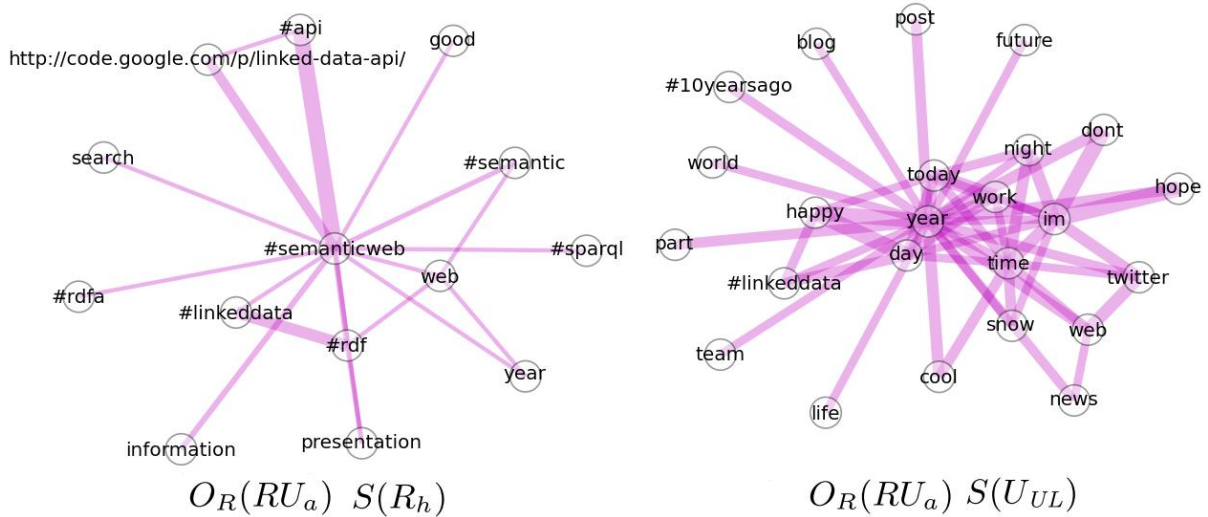 #api
http://code.google.com/p/linked-data-api/
good
search
#semantic
#semanticweb
#sparql
web
#rdfa
#linkeddata
#rdf
year
information
presentation
O_R(RU_a) S(R_h)
post
blog
future
#10yearsago
dont
night
world
today
hope
work
happy
year
im
part
day
time
#linkeddata
twitter
snow
web
team
cool
news
life
O_R(RU_a) S(U_{UL})